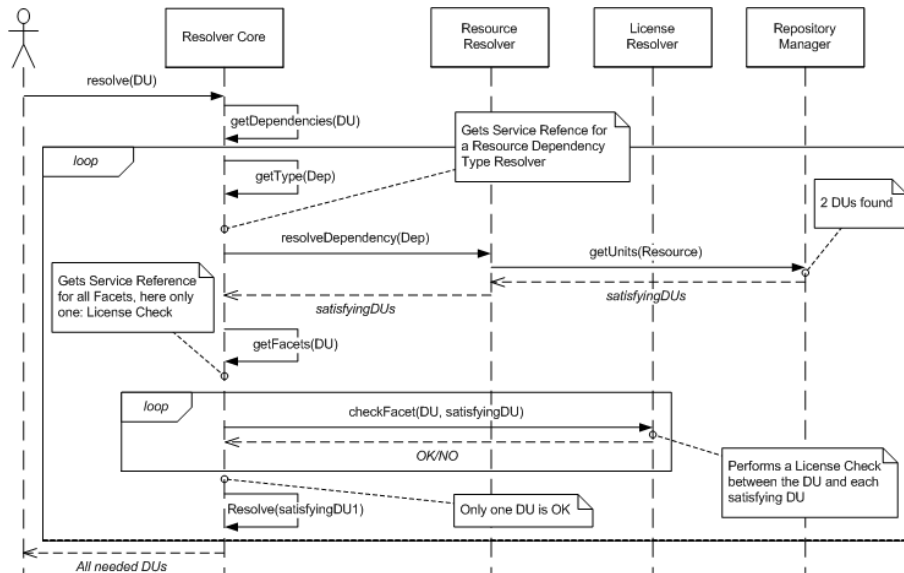 Resolver Core
Resource
Resolver
License
Resolver
Repository
Manager
resolve(DU)
getDependencies(DU)
Gets Service Refence for
a Resource Dependency
Type Resolver
loop
getType(Dep)
2 DUs found
resolveDependency(Dep)
getUnits(Resource)
Gets Service Reference
for all Facets, here only
one: License Check
satisfyingDUs
satisfyingDUs
getFacets(DU)
loop
checkFacet(DU, satisfyingDU)
OK/NO
Performs a License Check
between the DU and each
satisfying DU
Resolve(satisfyingDU1)
Only one DU is OK
All needed DUs